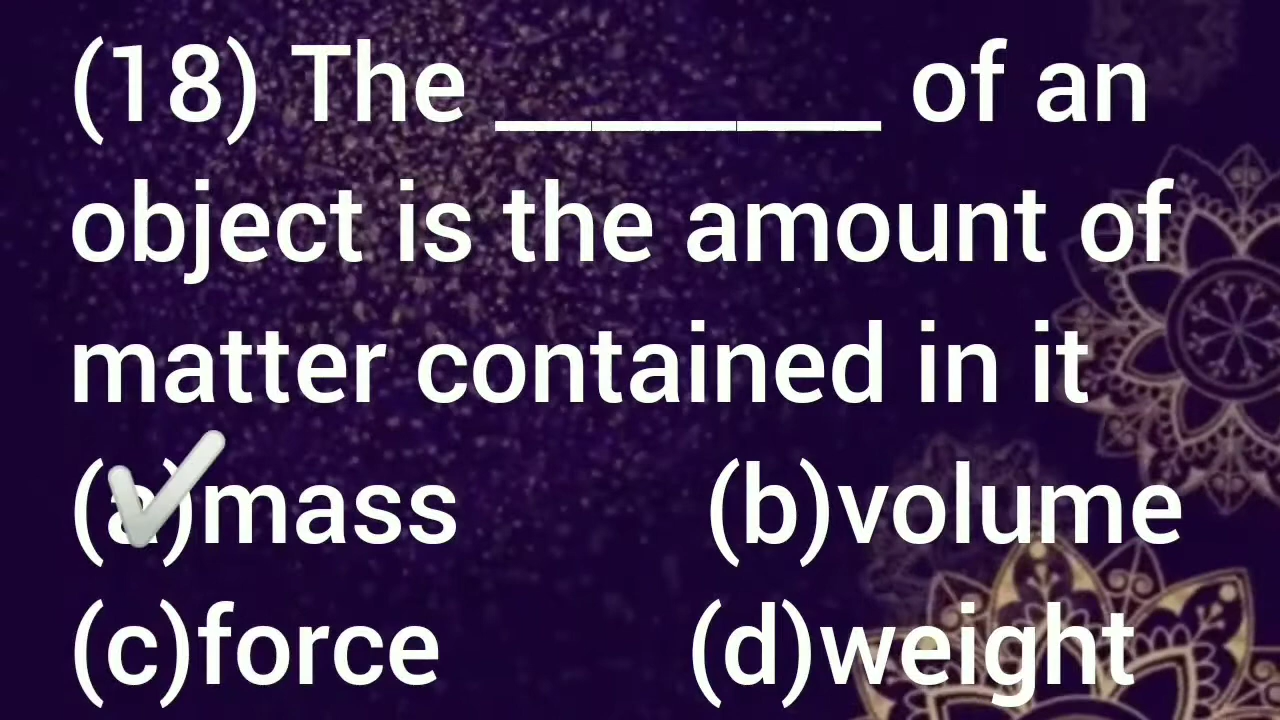 (18) The ________ of an
object is the amount of
matter contained in it
(a)mass (b)volume
(c)force (d)weight